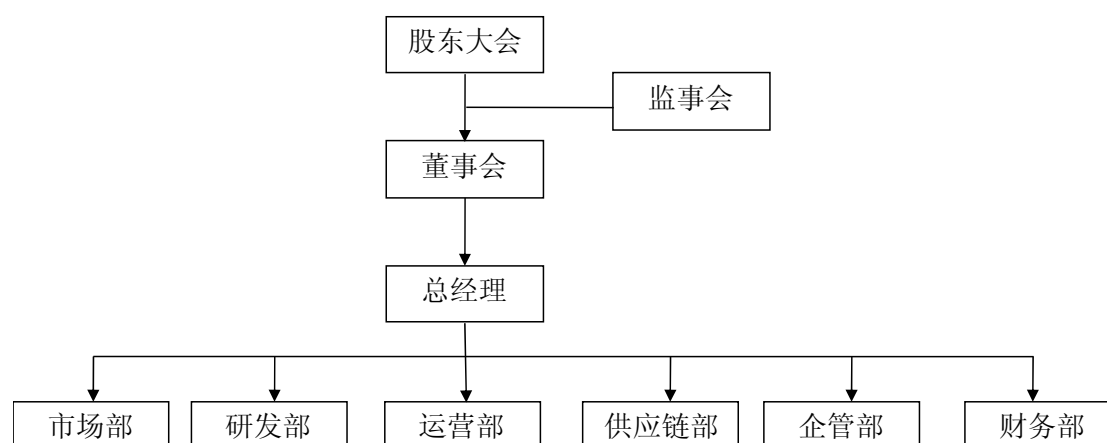 股东大会
监事会
董事会
总经理
市场部
研发部
运营部
供应链部
企管部
财务部